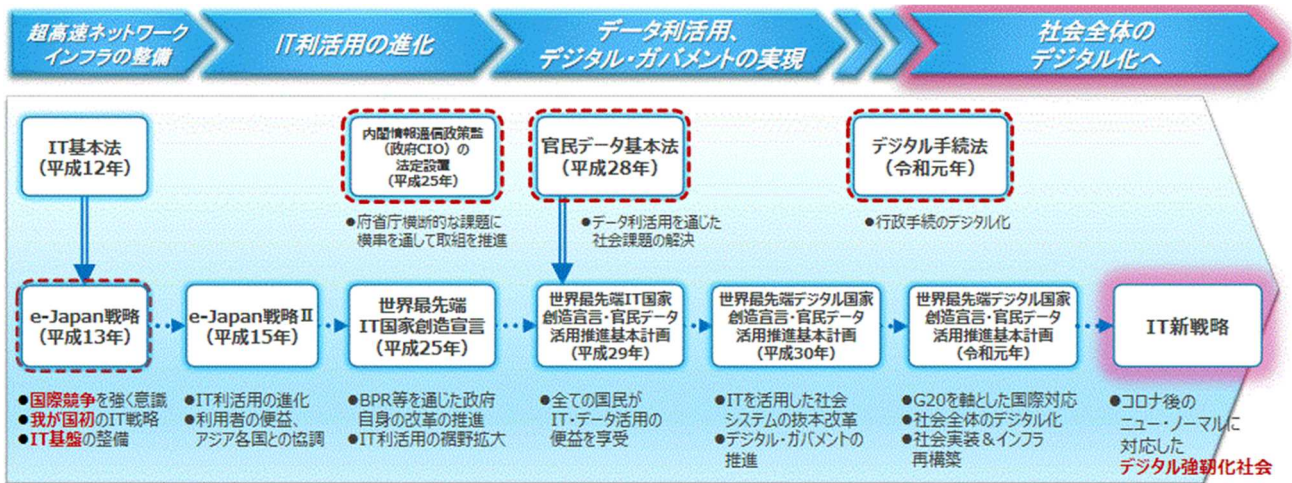 超高速ネットワーク
インフラの整備
IT利活用の進化
データ利活用、
デジタル・ガバメントの実現
社会全体の
デジタル化へ
IT基本法
（平成12年）
内閣情報通信政策監
（政府CIO）の
法定設置
（平成25年）
官民データ基本法
（平成28年）
デジタル手続法
（令和元年）
●府省庁横断的な課題に
横串を通して取組を推進
●データ利活用を通じた
社会課題の解決
●行政手続のデジタル化
e-Japan戦略
（平成13年）
e-Japan戦略Ⅱ
（平成15年）
世界最先端
IT国家創造宣言
（平成25年）
世界最先端IT国家
創造宣言・官民データ
活用推進基本計画
（平成29年）
世界最先端デジタル国家
創造宣言・官民データ
活用推進基本計画
（平成30年）
世界最先端デジタル国家
創造宣言・官民データ
活用推進基本計画
（令和元年）
IT新戦略
●国際競争を強く意識
●我が国初のIT戦略
●IT基盤の整備
●IT利活用の進化
●利用者の便益、
アジア各国との協調
●BPR等を通じた政府
自身の改革の推進
●IT利活用の裾野拡大
●全ての国民が
IT・データ活用の
便益を享受
●ITを活用した社会
システムの抜本改革
●デジタル・ガバメントの
推進
●G20を軸とした国際対応
●社会全体のデジタル化
●社会実装＆インフラ
再構築
●コロナ後の
ニュー・ノーマルに
対応した
デジタル強靭化社会